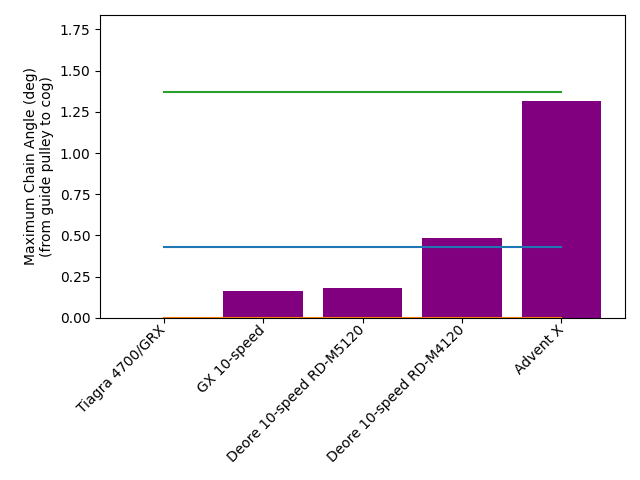 Maximum Chain Angle (deg)
(from guide pulley to cog)
1.75
1.50
1.25
1.00
0.75
0.50
0.25
0.00
Tiagra 4700/GRX
GX 10-speed
Deore 10-speed RD-M5120
Deore 10-speed RD-M4120
Advent X